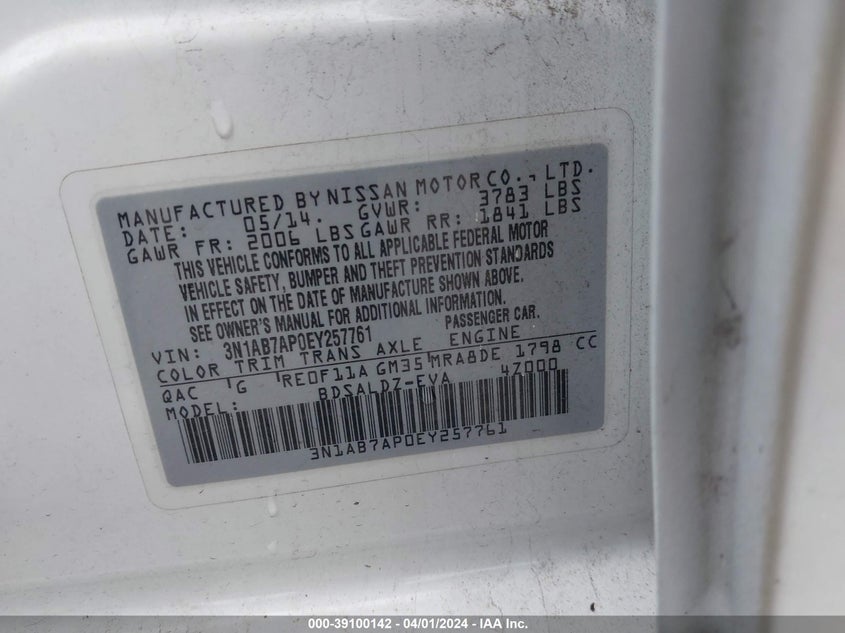 MANUFACTURED BY NISSAN MOTOR CO., LTD.
DATE: 05/14. GVWR: 3783 LBS
GAWR FR: 2006 LBS GAWR RR: 1841 LBS
THIS VEHICLE CONFORMS TO ALL APPLICABLE FEDERAL MOTOR
VEHICLE SAFETY, BUMPER AND THEFT PREVENTION STANDARDS
IN EFFECT ON THE DATE OF MANUFACTURE SHOWN ABOVE.
SEE OWNER'S MANUAL FOR ADDITIONAL INFORMATION.
VIN: 3N1AB7AP0EY257761 PASSENGER CAR.
COLOR TRIM TRANS AXLE ENGINE
QAC G RE0F11A GM35 MRA8DE 1798 CC
MODEL: BDSALDZ-EVA 4Z000
3N1AB7AP0EY257761
000-39100142 - 04/01/2024 - IAA Inc.